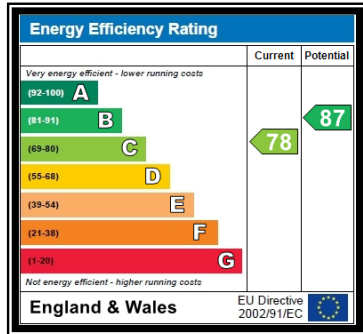 Energy Efficiency Rating
Current Potential
Very energy efficient - lower running costs
(92-100) A
(81-91) B
87
(69-80) C
78
(55-68) D
(39-54) E
(21-38) F
(1-20) G
Not energy efficient - higher running costs
England & Wales
EU Directive
2002/91/EC